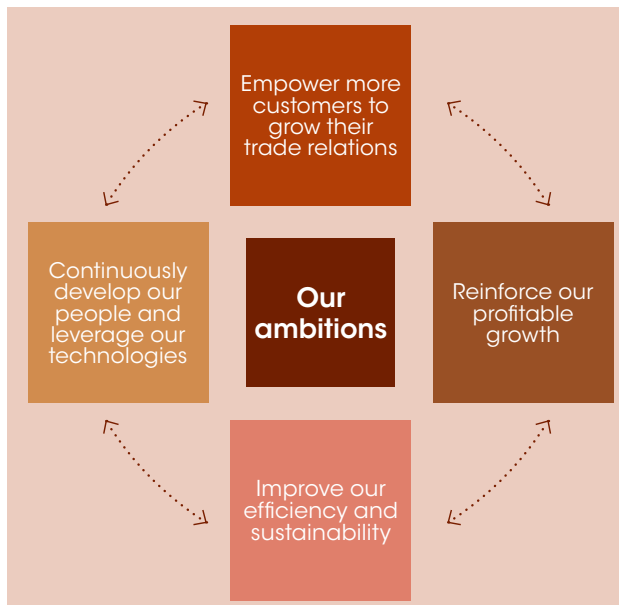 Empower more
customers to
grow their
trade relations
Continuously
develop our
people and
leverage our
technologies
Our
ambitions
Reinforce our
profitable
growth
Improve our
efficiency and
sustainability